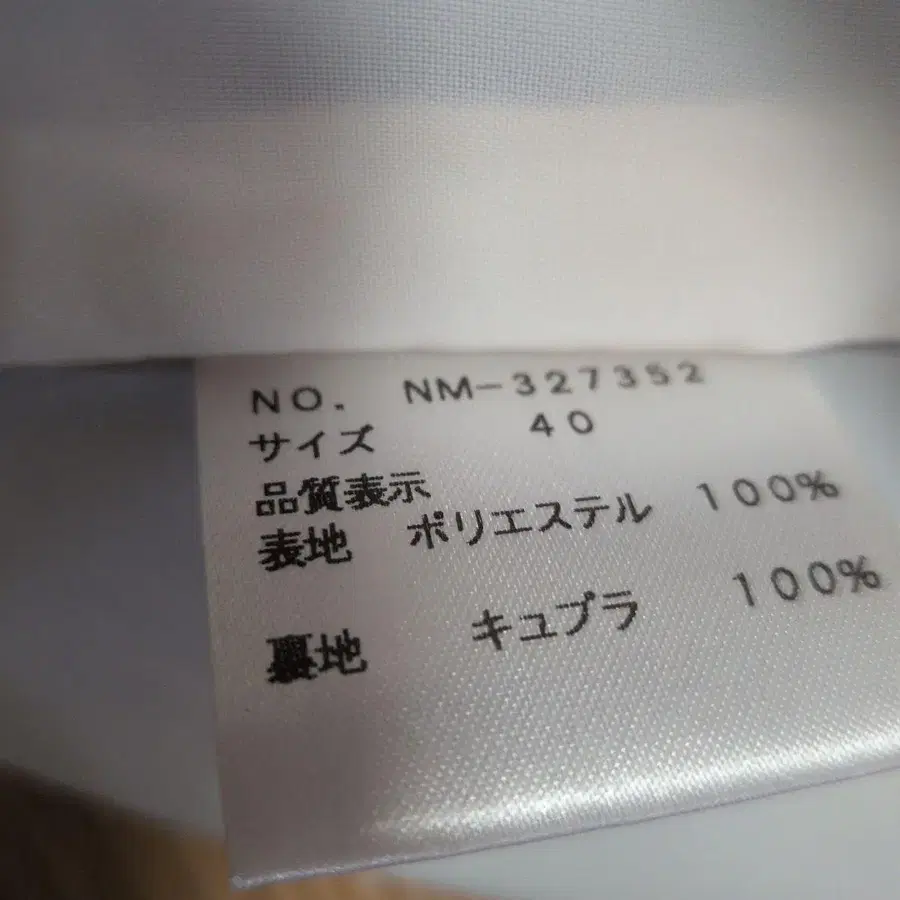 NO. NM-327352
サイズ 40
品質表示
表地 ポリエステル 100%
裏地 キュプラ 100%